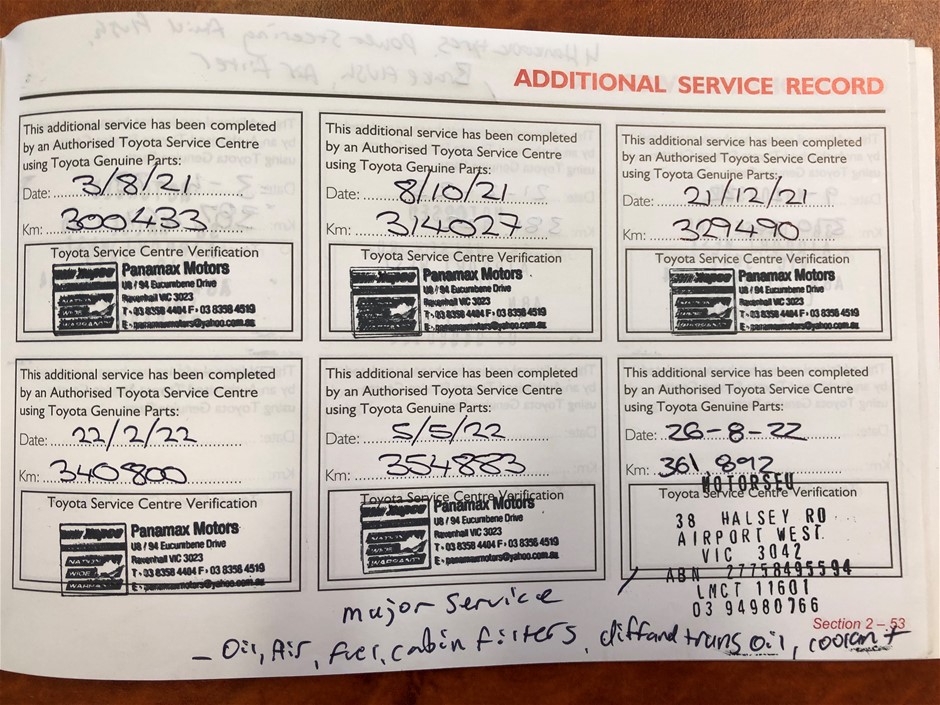 ADDITIONAL SERVICE RECORD
This additional service has been completed
by an Authorised Toyota Service Centre
using Toyota Genuine Parts:
Date: 3/8/21
Km: 300433
Toyota Service Centre Verification
Panamax Motors
U8 / 94 Eucumbene Drive
Ravenhall VIC 3023
T - 03 8358 4404 F - 03 8358 4519
E - panamaxmotors@yahoo.com.au
This additional service has been completed
by an Authorised Toyota Service Centre
using Toyota Genuine Parts:
Date: 8/10/21
Km: 314027
Toyota Service Centre Verification
Panamax Motors
U8 / 94 Eucumbene Drive
Ravenhall VIC 3023
T - 03 8358 4404 F - 03 8358 4519
E - panamaxmotors@yahoo.com.au
This additional service has been completed
by an Authorised Toyota Service Centre
using Toyota Genuine Parts:
Date: 21/12/21
Km: 329490
Toyota Service Centre Verification
Panamax Motors
U8 / 94 Eucumbene Drive
Ravenhall VIC 3023
T - 03 8358 4404 F - 03 8358 4519
E - panamaxmotors@yahoo.com.au
This additional service has been completed
by an Authorised Toyota Service Centre
using Toyota Genuine Parts:
Date: 22/2/22
Km: 340800
Toyota Service Centre Verification
Panamax Motors
U8 / 94 Eucumbene Drive
Ravenhall VIC 3023
T - 03 8358 4404 F - 03 8358 4519
E - panamaxmotors@yahoo.com.au
NATION
WIDE
WARRANTY
This additional service has been completed
by an Authorised Toyota Service Centre
using Toyota Genuine Parts:
Date: 5/5/22
Km: 354883
Toyota Service Centre Verification
Panamax Motors
U8 / 94 Eucumbene Drive
Ravenhall VIC 3023
T - 03 8358 4404 F - 03 8358 4519
E - panamaxmotors@yahoo.com.au
NATION
WIDE
WARRANTY
This additional service has been completed
by an Authorised Toyota Service Centre
using Toyota Genuine Parts:
Date: 26-8-22
Km: 361,892
Toyota Service Centre Verification
38 HALSEY RD
AIRPORT WEST
VIC 3042
ABN 27758495594
LMCT 11601
03 94980766
major service
- Oil, Air, fuel, cabin filters, diff and trans oil, coolant
Section 2 – 53